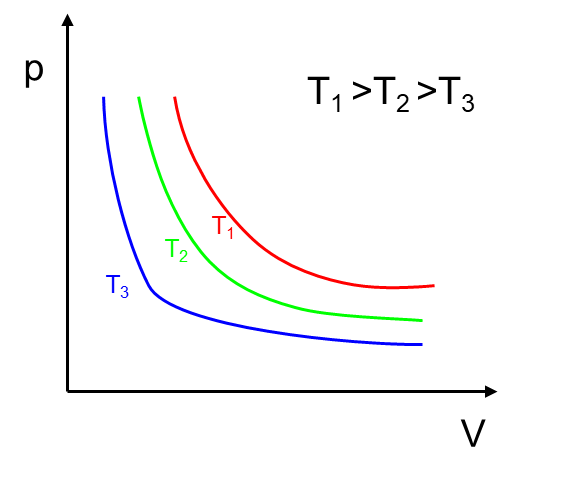 p
T₁ >T₂ >T₃
T₁
T₂
T₃
V